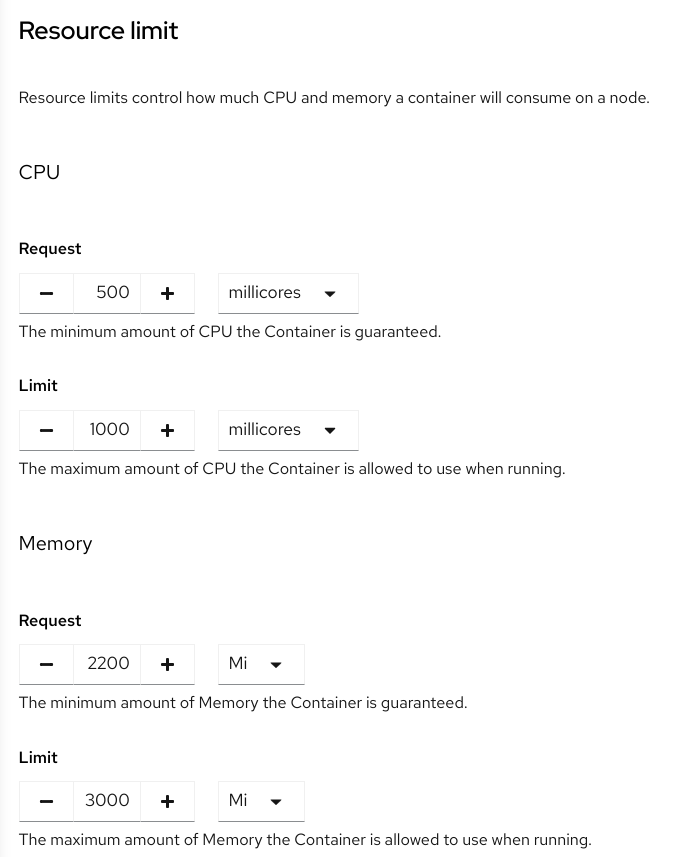 Resource limit
Resource limits control how much CPU and memory a container will consume on a node.
CPU
Request
500 millicores
The minimum amount of CPU the Container is guaranteed.
Limit
1000 millicores
The maximum amount of CPU the Container is allowed to use when running.
Memory
Request
2200 Mi
The minimum amount of Memory the Container is guaranteed.
Limit
3000 Mi
The maximum amount of Memory the Container is allowed to use when running.